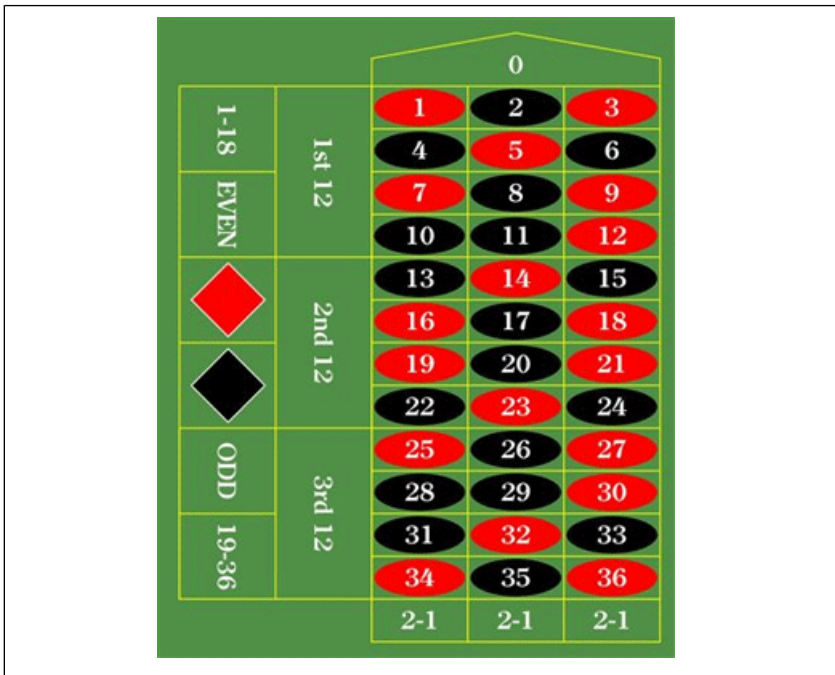 0
1-18
EVEN
ODD
19-36
1st 12
2nd 12
3rd 12
1 2 3
4 5 6
7 8 9
10 11 12
13 14 15
16 17 18
19 20 21
22 23 24
25 26 27
28 29 30
31 32 33
34 35 36
2-1 2-1 2-1